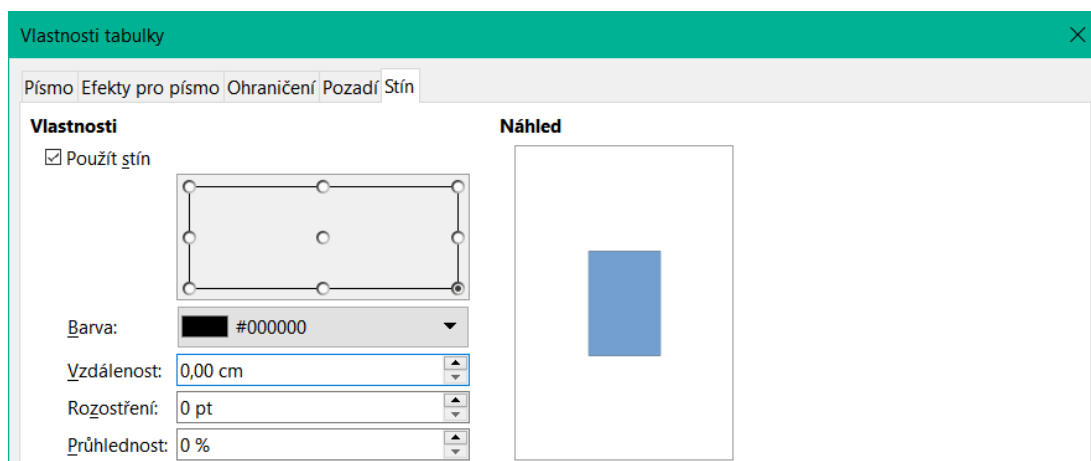 Vlastnosti tabulky
Písmo Efekty pro písmo Ohraničení Pozadí Stín
Vlastnosti
Použít stín
Barva: #000000
Vzdálenost: 0,00 cm
Rozostření: 0 pt
Průhlednost: 0 %
Náhled